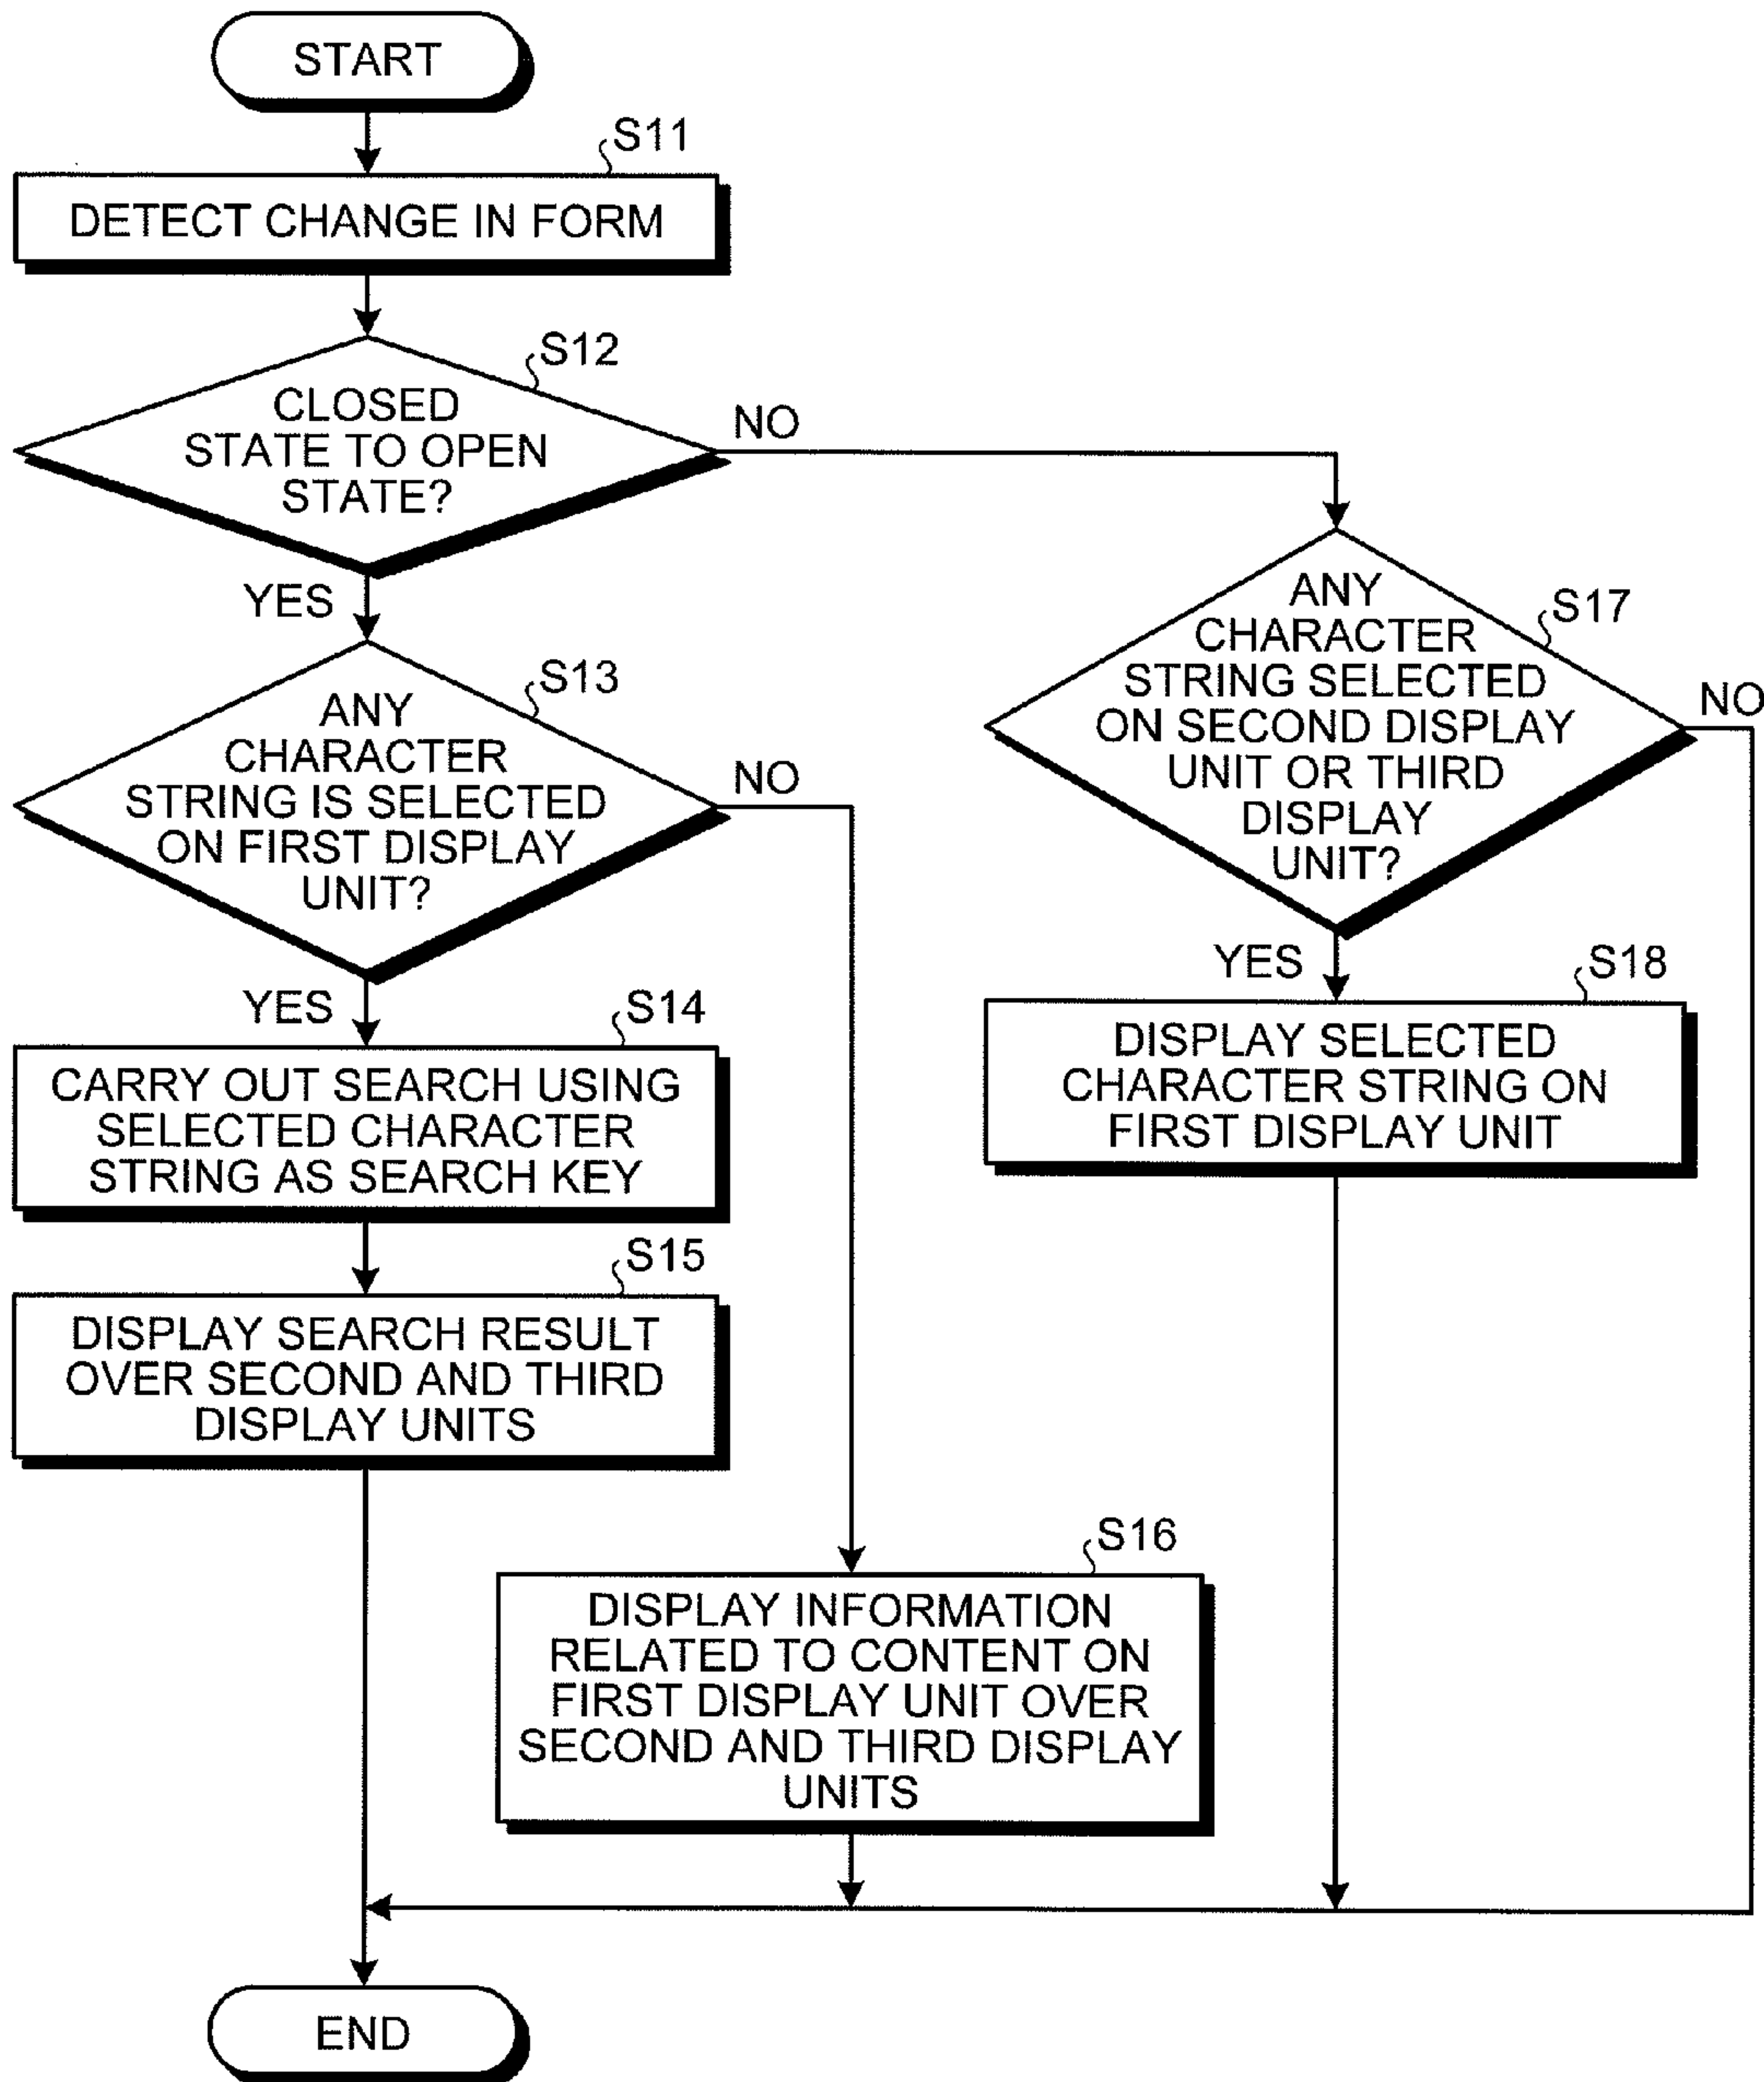 START
S11
DETECT CHANGE IN FORM
S12
CLOSED
STATE TO OPEN
STATE?
NO
YES
S13
ANY
CHARACTER
STRING IS SELECTED
ON FIRST DISPLAY
UNIT?
NO
YES
S14
CARRY OUT SEARCH USING
SELECTED CHARACTER
STRING AS SEARCH KEY
S15
DISPLAY SEARCH RESULT
OVER SECOND AND THIRD
DISPLAY UNITS
S16
DISPLAY INFORMATION
RELATED TO CONTENT ON
FIRST DISPLAY UNIT OVER
SECOND AND THIRD DISPLAY
UNITS
S17
ANY
CHARACTER
STRING SELECTED
ON SECOND DISPLAY
UNIT OR THIRD
DISPLAY
UNIT?
NO
YES
S18
DISPLAY SELECTED
CHARACTER STRING ON
FIRST DISPLAY UNIT
END